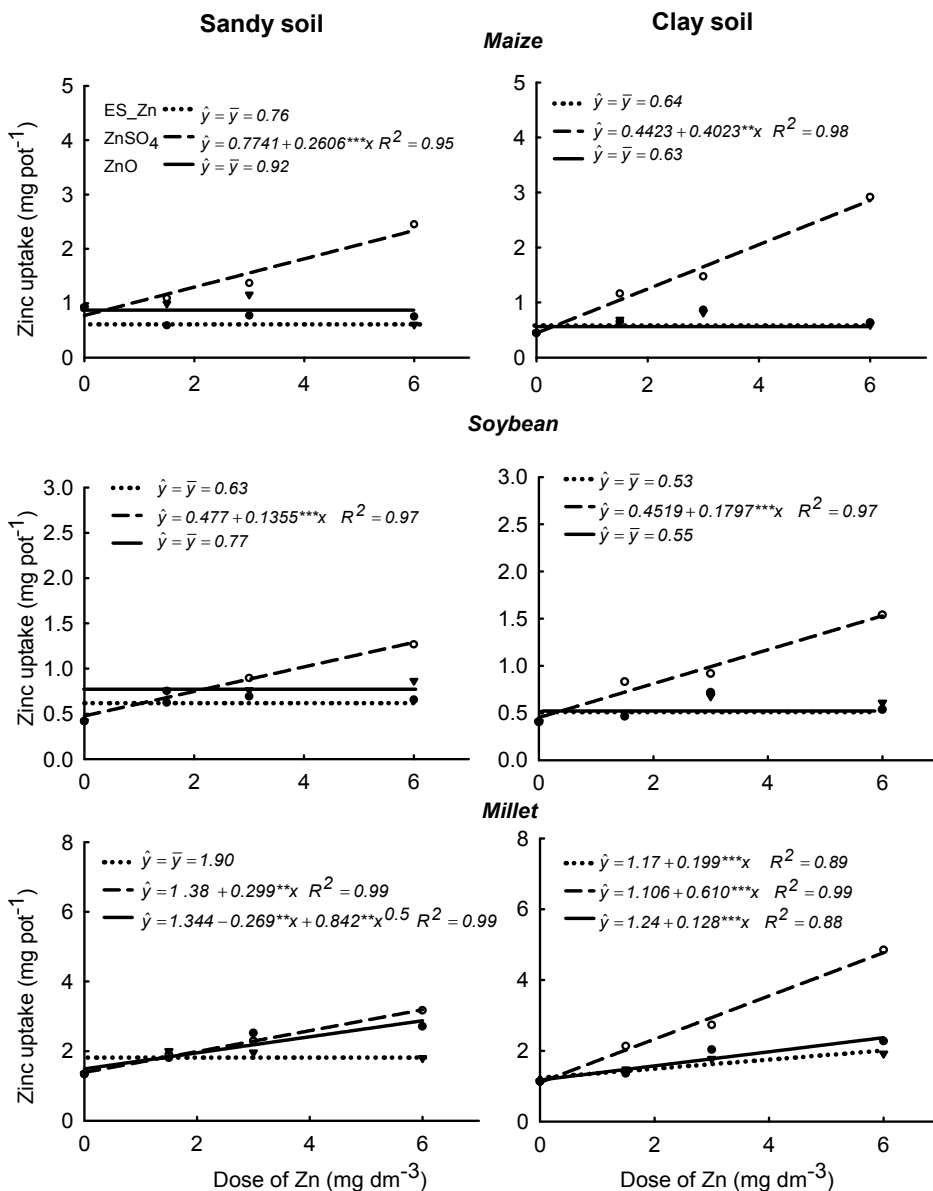 Sandy soil
Clay soil
Maize
5
4
3
2
1
0
0 2 4 6
Zinc uptake (mg pot⁻¹)
ES_Zn ŷ = ȳ = 0.76
ZnSO₄ ŷ = 0.7741 + 0.2606***x R² = 0.95
ZnO ŷ = ȳ = 0.92
5
4
3
2
1
0
0 2 4 6
ŷ = ȳ = 0.64
ŷ = 0.4423 + 0.4023**x R² = 0.98
ŷ = ȳ = 0.63
Soybean
3.0
2.5
2.0
1.5
1.0
0.5
0.0
0 2 4 6
Zinc uptake (mg pot⁻¹)
ŷ = ȳ = 0.63
ŷ = 0.477 + 0.1355***x R² = 0.97
ŷ = ȳ = 0.77
3.0
2.5
2.0
1.5
1.0
0.5
0.0
0 2 4 6
ŷ = ȳ = 0.53
ŷ = 0.4519 + 0.1797***x R² = 0.97
ŷ = ȳ = 0.55
Millet
8
6
4
2
0
0 2 4 6
Zinc uptake (mg pot⁻¹)
ŷ = ȳ = 1.90
ŷ = 1.38 + 0.299**x R² = 0.99
ŷ = 1.344 − 0.269**x + 0.842**x⁰·⁵ R² = 0.99
Dose of Zn (mg dm⁻³)
8
6
4
2
0
0 2 4 6
ŷ = 1.17 + 0.199***x R² = 0.89
ŷ = 1.106 + 0.610***x R² = 0.99
ŷ = 1.24 + 0.128***x R² = 0.88
Dose of Zn (mg dm⁻³)